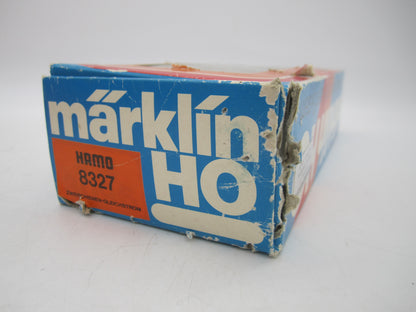 märklin
HAMO
8327
ZWEISCHIENEN-GLEICHSTROM
HO